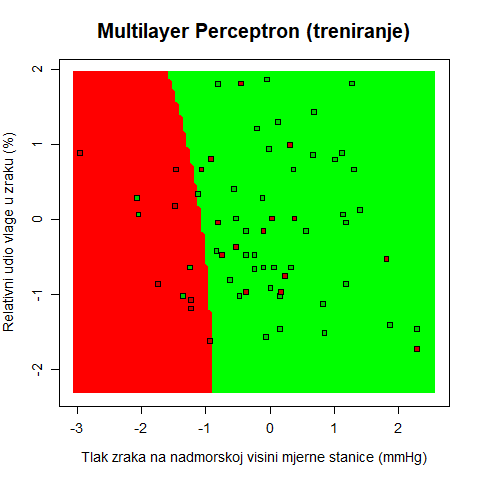 Multilayer Perceptron (treniranje)
Relativni udio vlage u zraku (%)
2
1
0
-1
-2
-3 -2 -1 0 1 2
Tlak zraka na nadmorskoj visini mjerne stanice (mmHg)